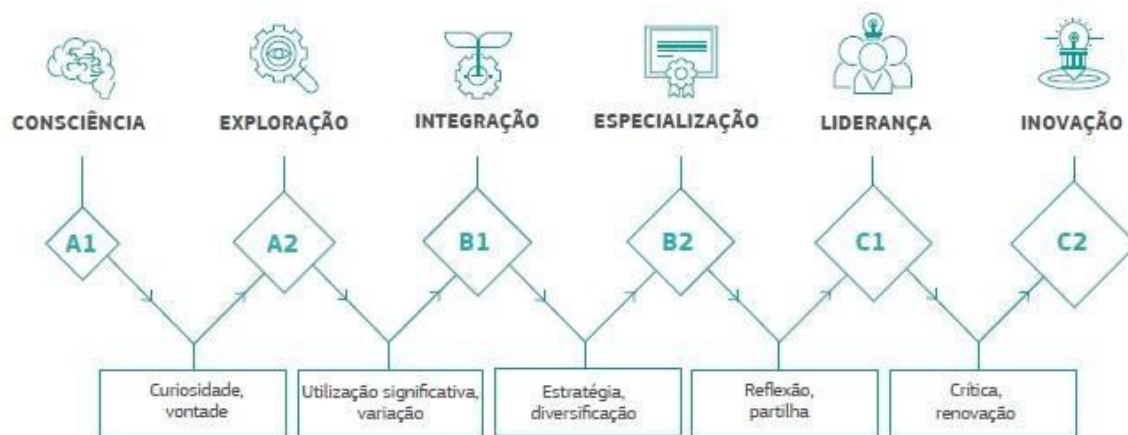 CONSCIÊNCIA
EXPLORAÇÃO
INTEGRAÇÃO
ESPECIALIZAÇÃO
LIDERANÇA
INOVAÇÃO
A1
A2
B1
B2
C1
C2
Curiosidade,
vontade
Utilização significativa,
variação
Estratégia,
diversificação
Reflexão,
partilha
Crítica,
renovação